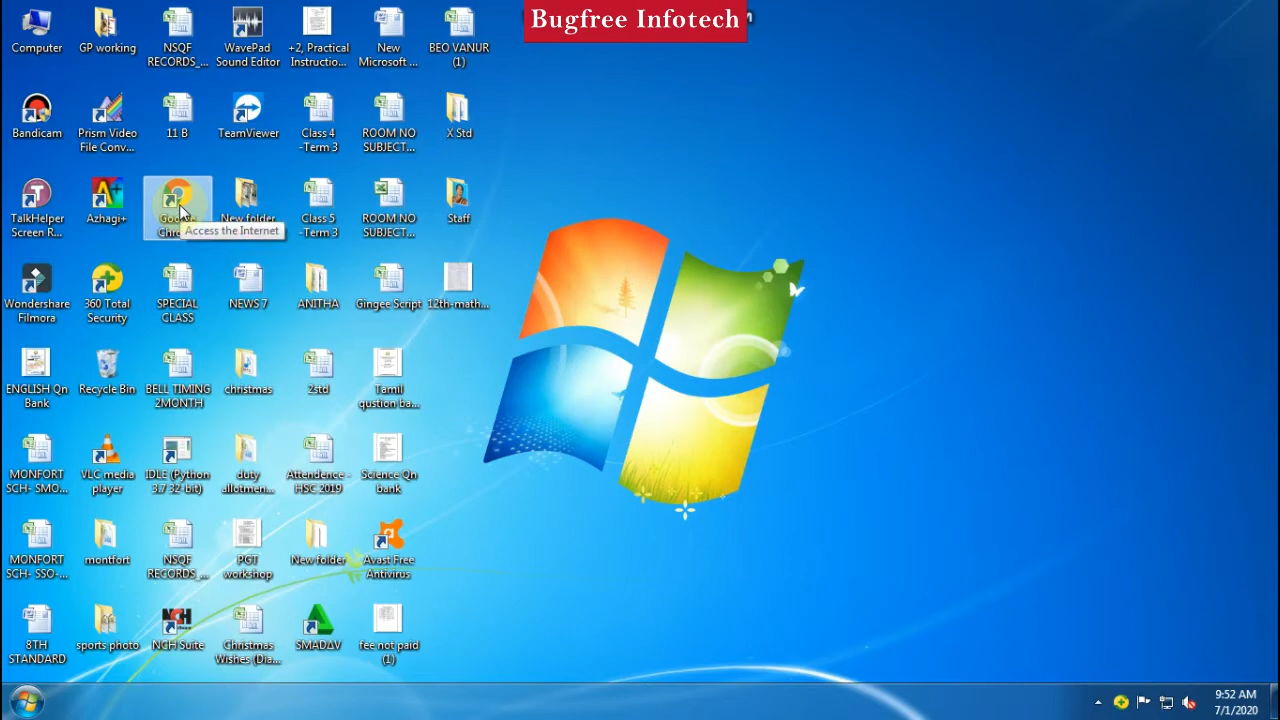 Bugfree Infotech
Computer
GP working
NSQF
RECORDS_...
WavePad
Sound Editor
+2, Practical
Instructio...
New
Microsoft ...
BEO VANUR
(1)
Bandicam
Prism Video
File Conv...
11 B
TeamViewer
Class 4
-Term 3
ROOM NO
SUBJECT...
X Std
TalkHelper
Screen R...
Azhagi+
Google
Chro
New folder
Access the Internet
Class 5
-Term 3
ROOM NO
SUBJECT...
Staff
Wondershare
Filmora
360 Total
Security
SPECIAL
CLASS
NEWS 7
ANITHA
Gingee Script
12th-math...
ENGLISH Qn
Bank
Recycle Bin
BELL TIMING
2MONTH
christmas
2std
Tamil
qustion ba...
MONFORT
SCH- SMO...
VLC media
player
IDLE (Python
3.7 32-bit)
duty
allotmen...
Attendence -
HSC 2019
Science Qn
bank
MONFORT
SCH- SSO-...
montfort
NSQF
RECORDS_...
PGT
workshop
New folder
Avast Free
Antivirus
8TH
STANDARD
sports photo
NCH Suite
Christmas
Wishes (Dia...
SMADΔV
fee not paid
(1)
9:52 AM
7/1/2020